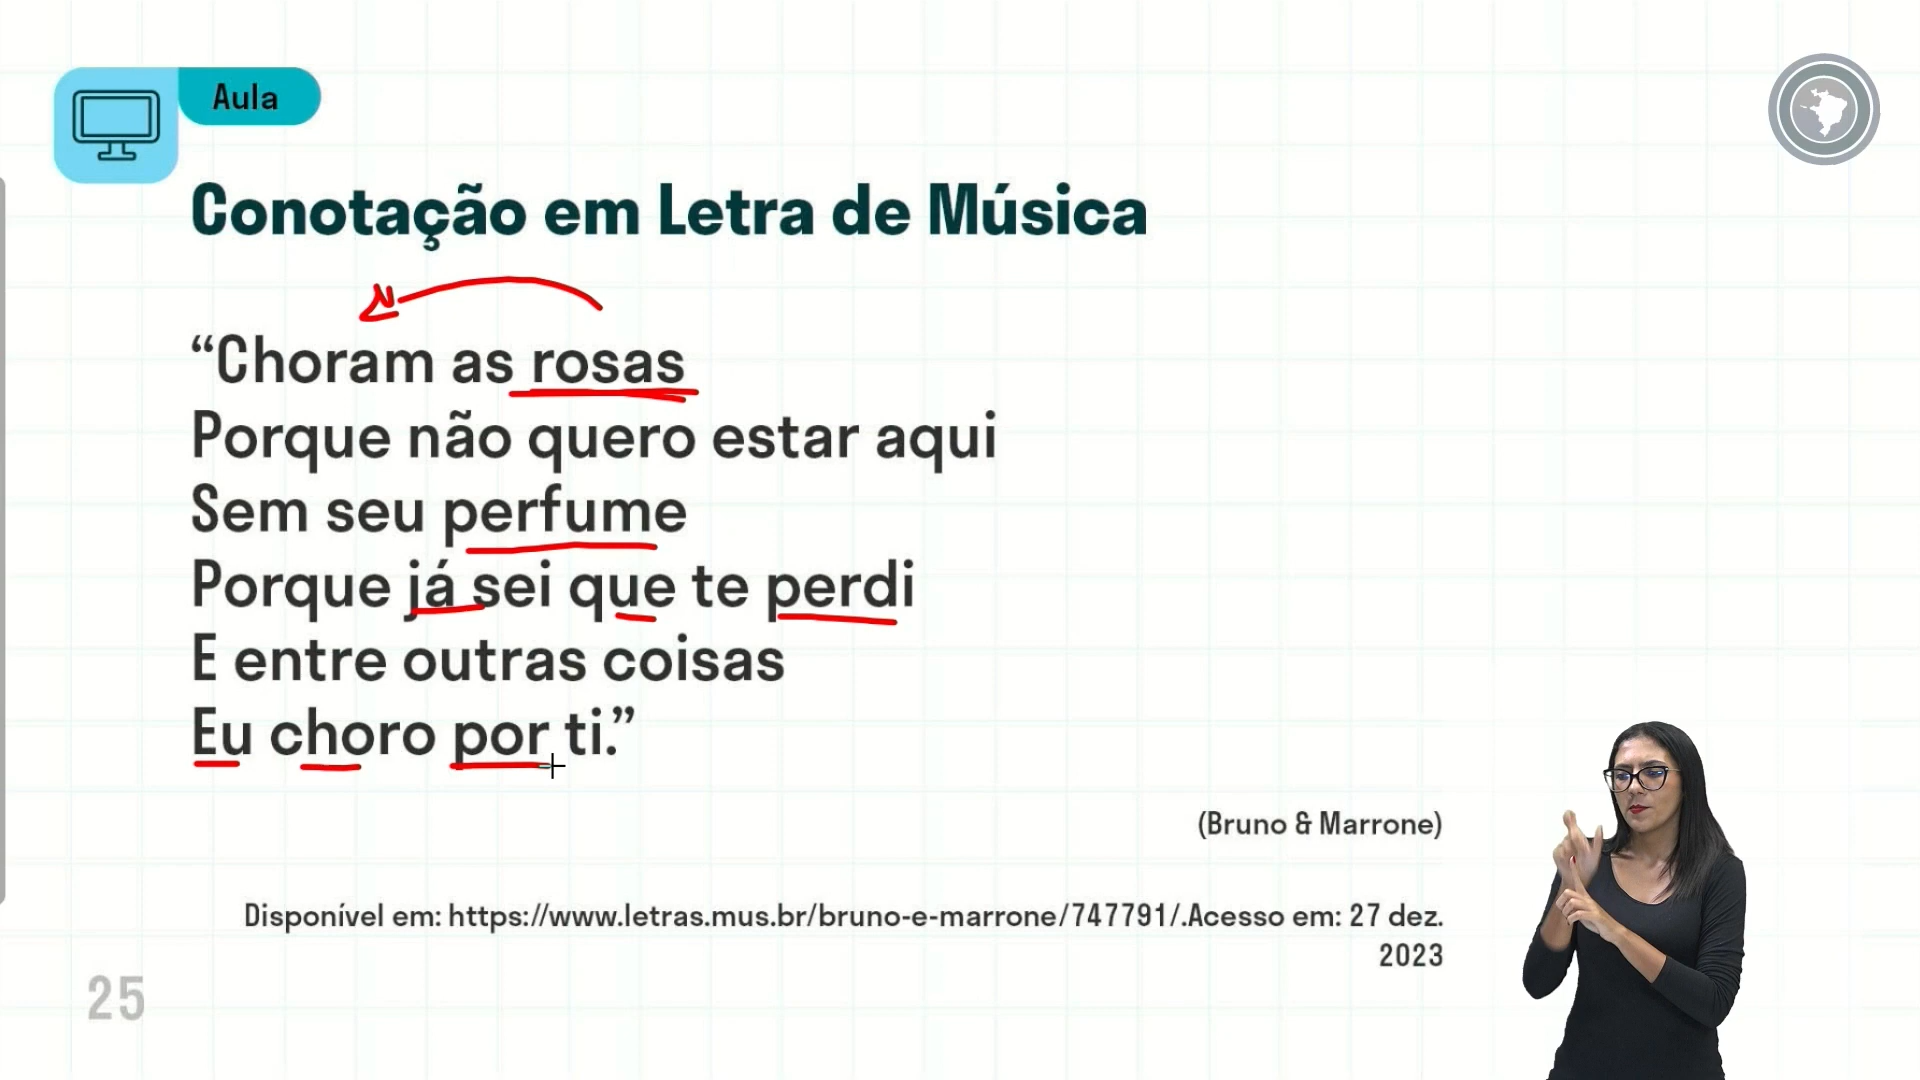 Aula
Conotação em Letra de Música
“Choram as rosas
Porque não quero estar aqui
Sem seu perfume
Porque já sei que te perdi
E entre outras coisas
Eu choro por ti.”
(Bruno & Marrone)
Disponível em: https://www.letras.mus.br/bruno-e-marrone/747791/.Acesso em: 27 dez.
2023
25